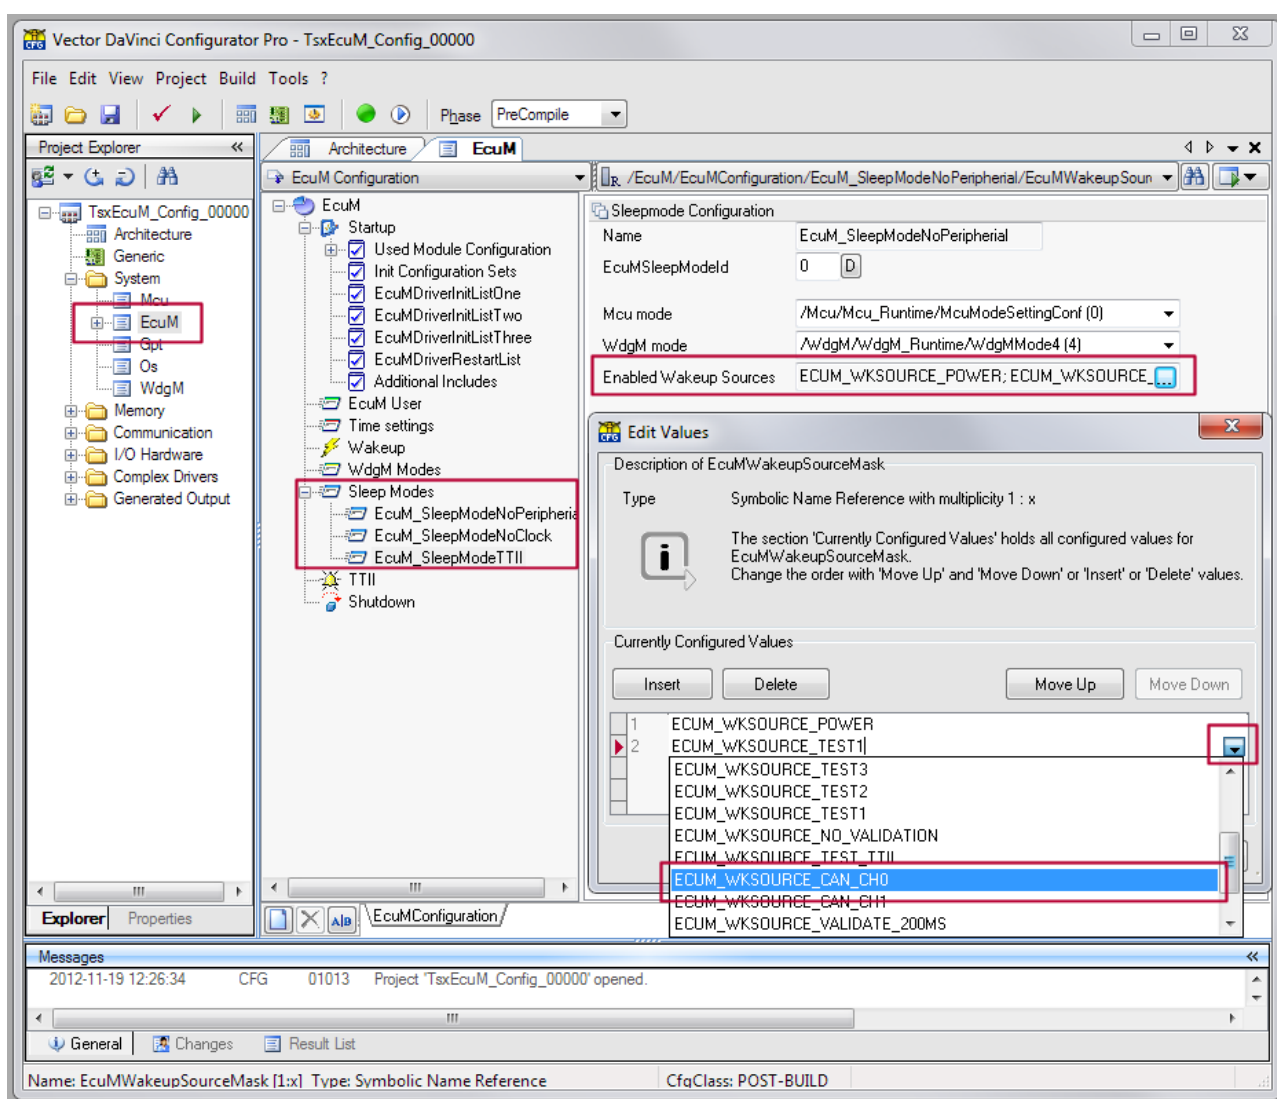 Vector DaVinci Configurator Pro - TsxEcuM_Config_00000
File Edit View Project Build Tools ?
Phase PreCompile
Project Explorer
Architecture EcuM
EcuM Configuration
/EcuM/EcuMConfiguration/EcuM_SleepModeNoPeripherial/EcuMWakeupSoun
TsxEcuM_Config_00000
Architecture
Generic
System
Mcu
EcuM
Gpt
Os
WdgM
Memory
Communication
I/O Hardware
Complex Drivers
Generated Output
EcuM
Startup
Used Module Configuration
Init Configuration Sets
EcuMDriverInitListOne
EcuMDriverInitListTwo
EcuMDriverInitListThree
EcuMDriverRestartList
Additional Includes
EcuM User
Time settings
Wakeup
WdgM Modes
Sleep Modes
EcuM_SleepModeNoPeripheria
EcuM_SleepModeNoClock
EcuM_SleepModeTTII
TTII
Shutdown
Sleepmode Configuration
Name EcuM_SleepModeNoPeripherial
EcuMSleepModeId 0 D
Mcu mode /Mcu/Mcu_Runtime/McuModeSettingConf (0)
WdgM mode /WdgM/WdgM_Runtime/WdgMMode4 (4)
Enabled Wakeup Sources ECUM_WKSOURCE_POWER; ECUM_WKSOURCE_ ...
Edit Values
Description of EcuMWakeupSourceMask
Type Symbolic Name Reference with multiplicity 1 : x
The section 'Currently Configured Values' holds all configured values for
EcuMWakeupSourceMask.
Change the order with 'Move Up' and 'Move Down' or 'Insert' or 'Delete' values.
Currently Configured Values
Insert Delete Move Up Move Down
1 ECUM_WKSOURCE_POWER
2 ECUM_WKSOURCE_TEST1
ECUM_WKSOURCE_TEST3
ECUM_WKSOURCE_TEST2
ECUM_WKSOURCE_TEST1
ECUM_WKSOURCE_NO_VALIDATION
ECUM_WKSOURCE_TEST_TTII
ECUM_WKSOURCE_CAN_CH0
ECUM_WKSOURCE_CAN_CH1
ECUM_WKSOURCE_VALIDATE_200MS
Explorer Properties
A|B EcuMConfiguration
Messages
2012-11-19 12:26:34 CFG 01013 Project 'TsxEcuM_Config_00000' opened.
General Changes Result List
Name: EcuMWakeupSourceMask [1:x] Type: Symbolic Name Reference CfgClass: POST-BUILD